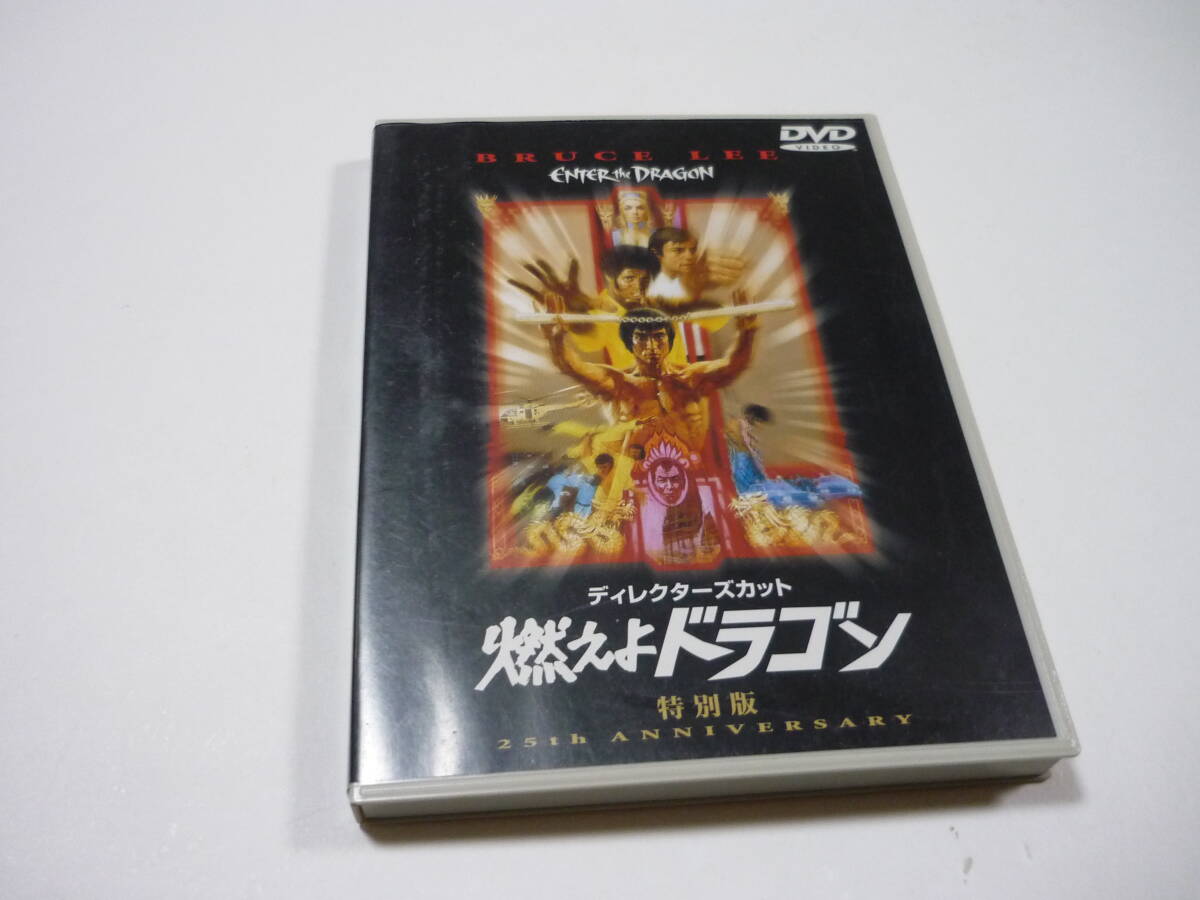 DVD
VIDEO
BRUCE LEE
ENTER the DRAGON
ディレクターズカット
燃えよドラゴン
特別版
25th ANNIVERSARY